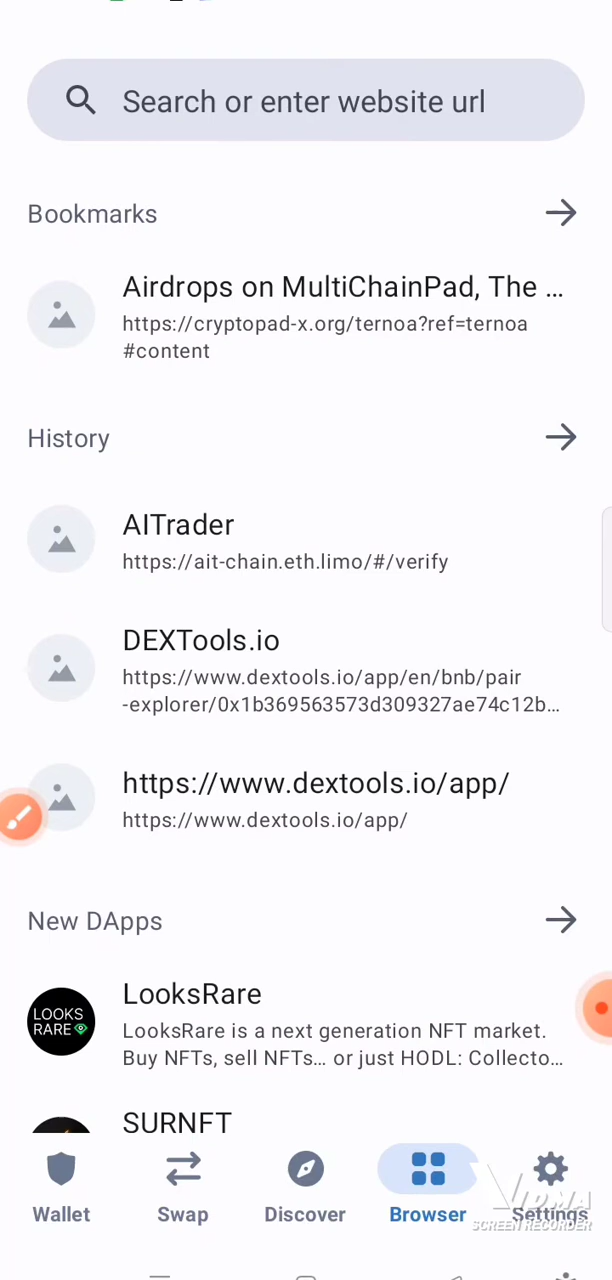 Search or enter website url
Bookmarks
Airdrops on MultiChainPad, The ...
https://cryptopad-x.org/ternoa?ref=ternoa
#content
History
AITrader
https://ait-chain.eth.limo/#/verify
DEXTools.io
https://www.dextools.io/app/en/bnb/pair
-explorer/0x1b369563573d309327ae74c12b...
https://www.dextools.io/app/
https://www.dextools.io/app/
New DApps
LOOKS
RARE
LooksRare
LooksRare is a next generation NFT market.
Buy NFTs, sell NFTs... or just HODL: Collecto...
SURNFT
Wallet
Swap
Discover
Browser
Settings
VIDMA
SCREEN RECORDER